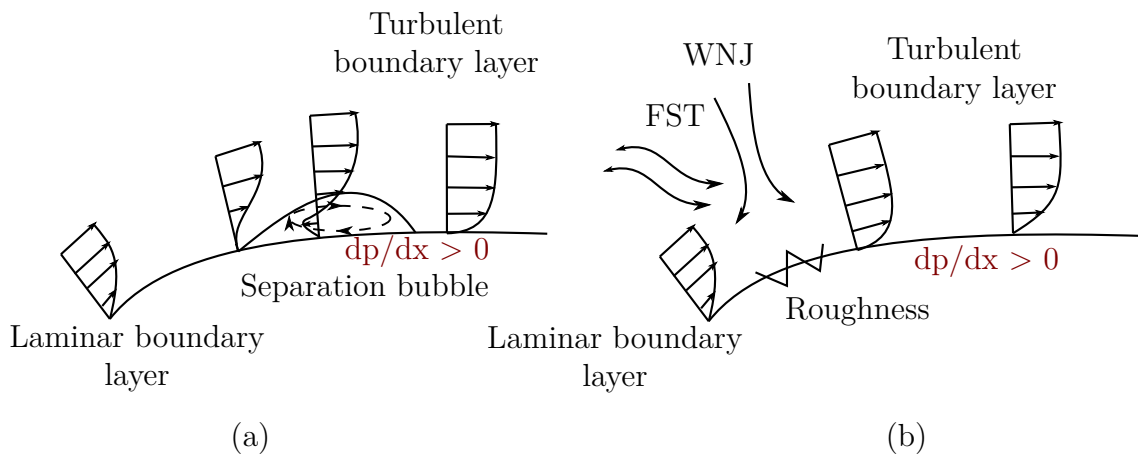 Turbulent
boundary layer
dp/dx > 0
Separation bubble
Laminar boundary
layer
(a)
WNJ
FST
Turbulent
boundary layer
dp/dx > 0
Roughness
Laminar boundary
layer
(b)